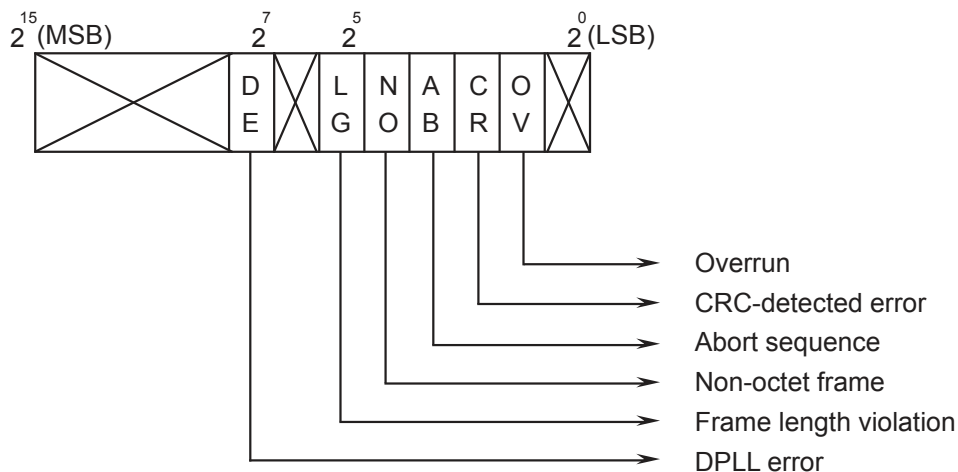 2^15 (MSB) 2^7 2^5 2^0 (LSB)
D L N A C O
E G O B R V
Overrun
CRC-detected error
Abort sequence
Non-octet frame
Frame length violation
DPLL error